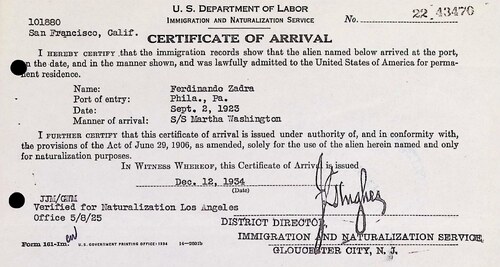 U. S. DEPARTMENT OF LABOR
101880 IMMIGRATION AND NATURALIZATION SERVICE No. 22 43470
San Francisco, Calif.
CERTIFICATE OF ARRIVAL
I HEREBY CERTIFY that the immigration records show that the alien named below arrived at the port,
on the date, and in the manner shown, and was lawfully admitted to the United States of America for perma-
nent residence.
Name: Ferdinando Zadra
Port of entry: Phila., Pa.
Date: Sept. 2, 1923
Manner of arrival: S/S Martha Washington
I FURTHER CERTIFY that this certificate of arrival is issued under authority of, and in conformity with,
the provisions of the Act of June 29, 1906, as amended, solely for the use of the alien herein named and only
for naturalization purposes.
IN WITNESS WHEREOF, this Certificate of Arrival is issued
Dec. 12, 1934
(Date)
JJM/GWM
Verified for Naturalization Los Angeles
Office 5/8/25
Hughes
DISTRICT DIRECTOR
IMMIGRATION AND NATURALIZATION SERVICE
GLOUCESTER CITY, N. J.
Form 161-Im. U. S. GOVERNMENT PRINTING OFFICE: 1934